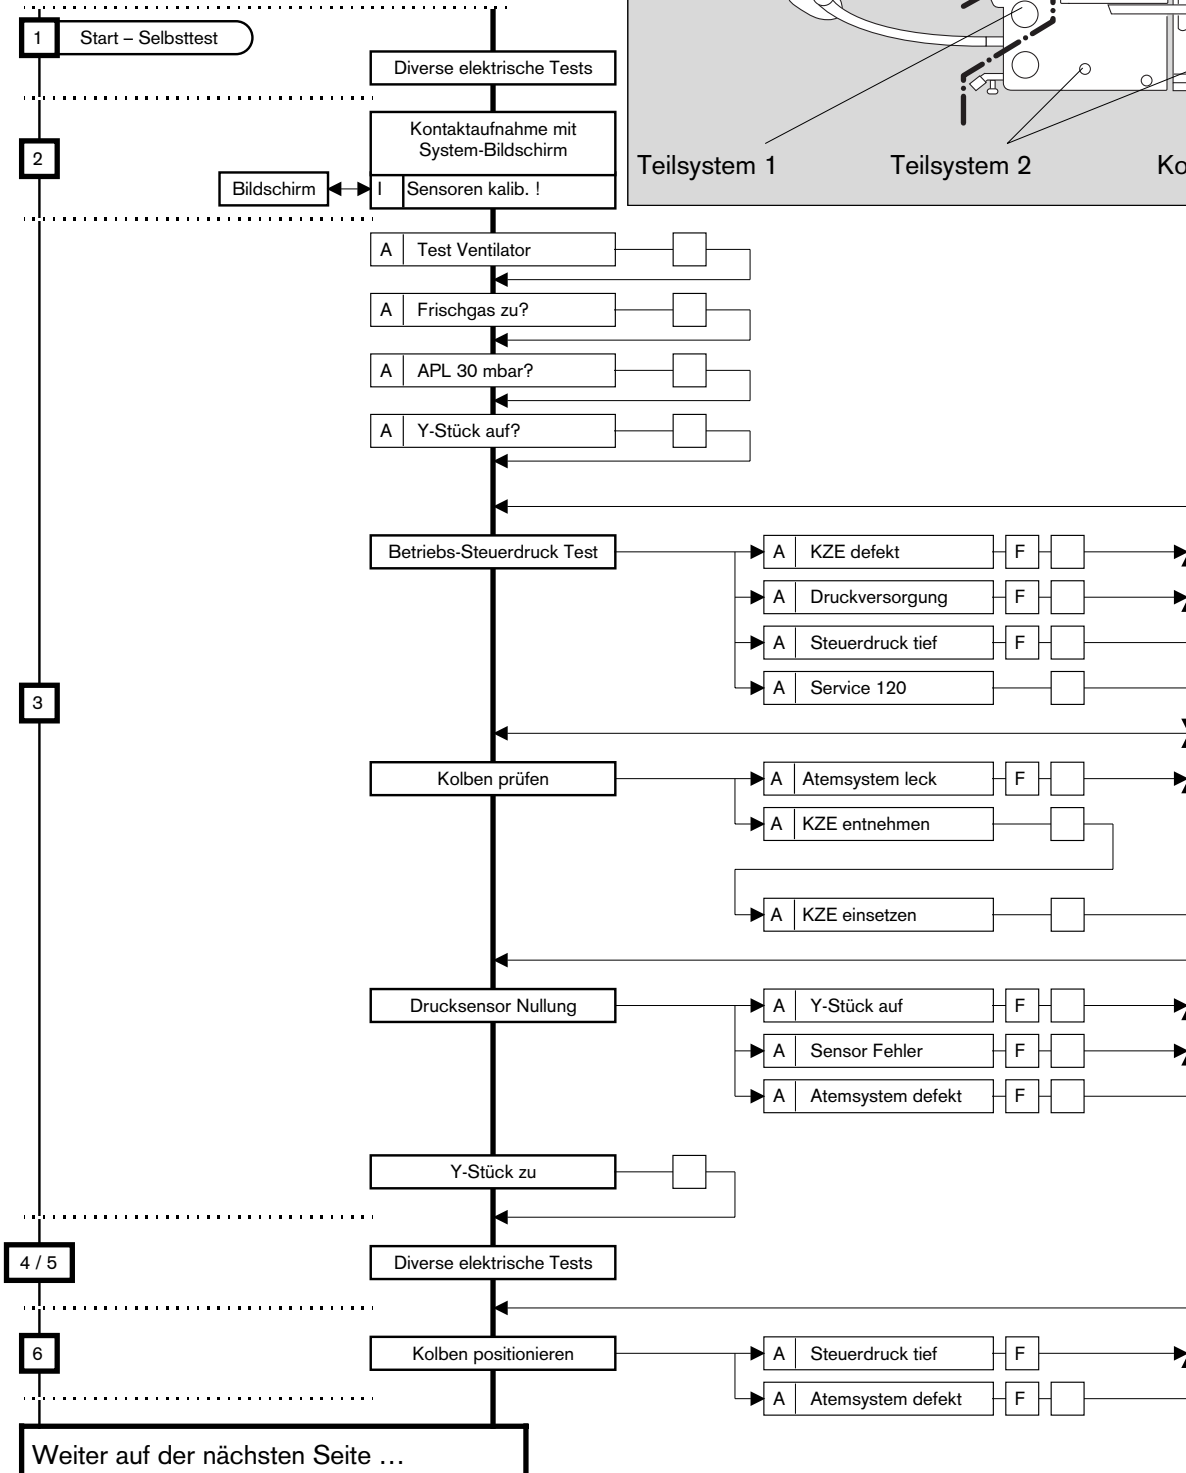 1 Start – Selbsttest
Diverse elektrische Tests
2
Kontaktaufnahme mit
System-Bildschirm
Bildschirm I Sensoren kalib. !
Teilsystem 1 Teilsystem 2 Ko
A Test Ventilator
A Frischgas zu?
A APL 30 mbar?
A Y-Stück auf?
3
Betriebs-Steuerdruck Test
A KZE defekt F
A Druckversorgung F
A Steuerdruck tief F
A Service 120
Kolben prüfen
A Atemsystem leck F
A KZE entnehmen
A KZE einsetzen
Drucksensor Nullung
A Y-Stück auf F
A Sensor Fehler F
A Atemsystem defekt F
Y-Stück zu
4 / 5
Diverse elektrische Tests
6
Kolben positionieren
A Steuerdruck tief F
A Atemsystem defekt F
Weiter auf der nächsten Seite …